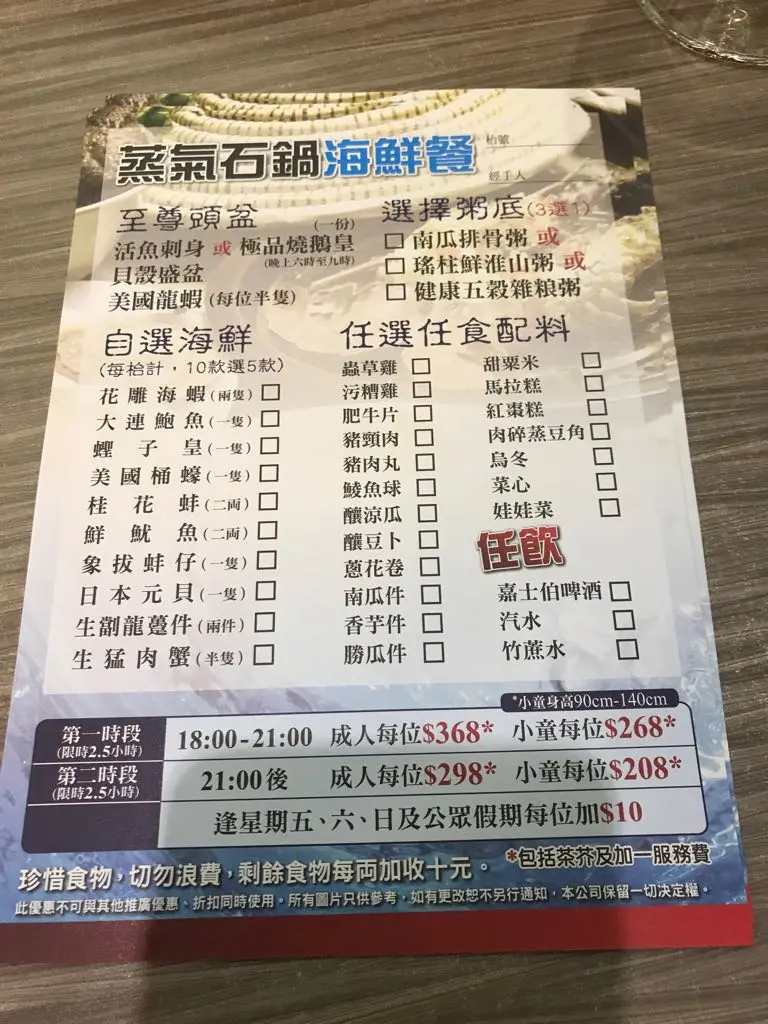 蒸氣石鍋海鮮餐
枱號
經手人
至尊頭盆 (一份)
活魚刺身 或 極品燒鵝皇
(晚上六時至九時)
貝殼盛盆
美國龍蝦 (每位半隻)
選擇粥底(3選1)
□ 南瓜排骨粥 或
□ 瑤柱鮮淮山粥 或
□ 健康五穀雜粮粥
自選海鮮
(每枱計，10款選5款)
花雕海蝦(兩隻) □
大連鮑魚(一隻) □
蟶子皇(一隻) □
美國桶蠔(一隻) □
桂花蚌(二両) □
鮮魷魚(二両) □
象拔蚌仔(一隻) □
日本元貝(一隻) □
生劏龍躉件(兩件) □
生猛肉蟹(半隻) □
任選任食配料
蟲草雞 □
污糟雞 □
肥牛片 □
豬頸肉 □
豬肉丸 □
鯪魚球 □
釀涼瓜 □
釀豆卜 □
蔥花卷 □
南瓜件 □
香芋件 □
勝瓜件 □
甜粟米 □
馬拉糕 □
紅棗糕 □
肉碎蒸豆角 □
烏冬 □
菜心 □
娃娃菜 □
任飲
嘉士伯啤酒 □
汽水 □
竹蔗水 □
*小童身高90cm-140cm
第一時段
(限時2.5小時)
18:00-21:00 成人每位$368* 小童每位$268*
第二時段
(限時2.5小時)
21:00後 成人每位$298* 小童每位$208*
逢星期五、六、日及公眾假期每位加$10
*包括茶芥及加一服務費
珍惜食物，切勿浪費，剩餘食物每両加收十元。
此優惠不可與其他推廣優惠、折扣同時使用。所有圖片只供參考，如有更改恕不另行通知，本公司保留一切決定權。